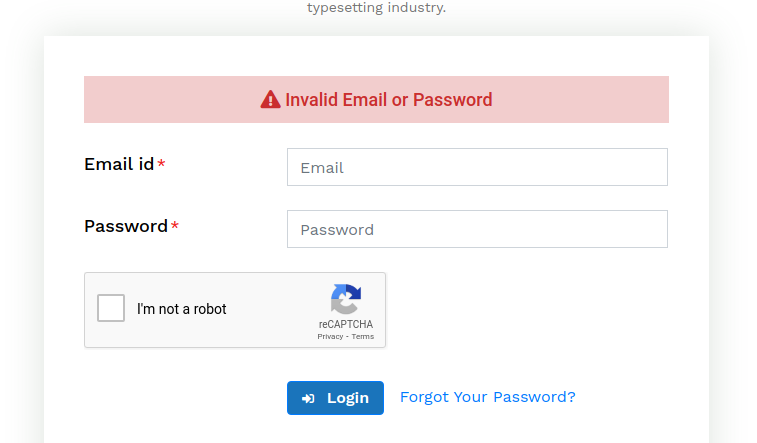 typesetting industry.
Invalid Email or Password
Email id*
Email
Password*
Password
I'm not a robot
reCAPTCHA
Privacy - Terms
Login
Forgot Your Password?